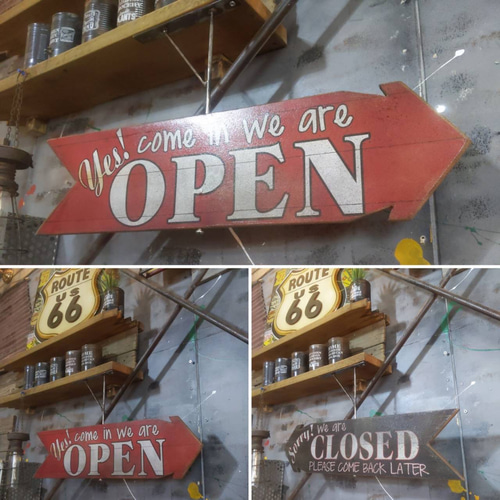 Yes! come in we are
OPEN
ROUTE
US
66
Yes! come in we are
OPEN
ROUTE
US
66
Sorry! we are
CLOSED
PLEASE COME BACK LATER